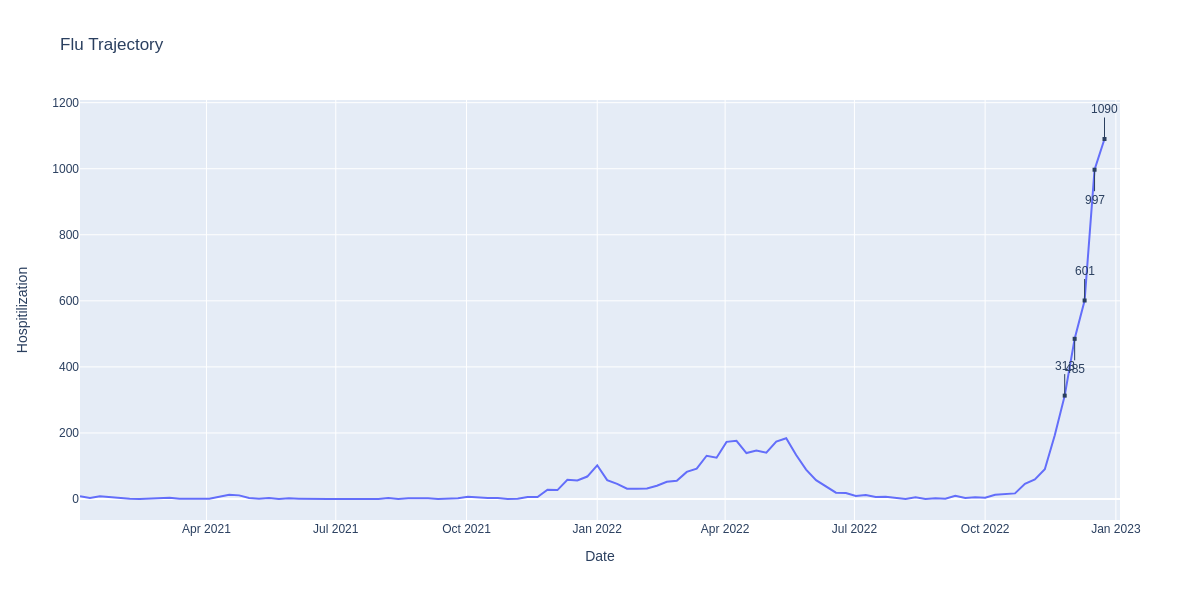 Flu Trajectory
1200
1000
800
600
400
200
0
Hospitilization
1090
997
601
485
Apr 2021
Jul 2021
Oct 2021
Jan 2022
Apr 2022
Jul 2022
Oct 2022
Jan 2023
Date